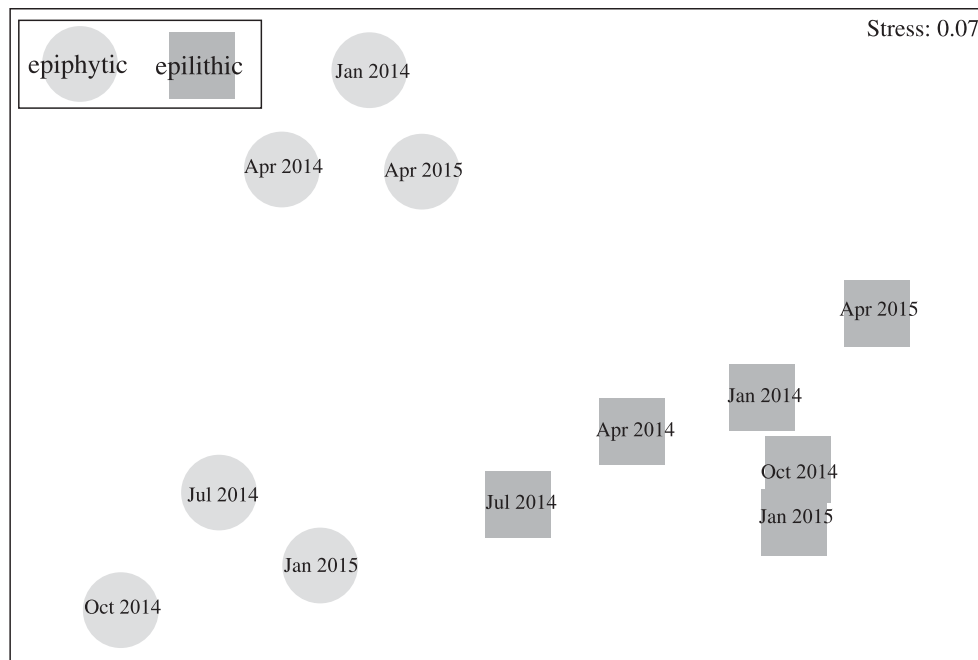 Stress: 0.07
epiphytic epilithic
Jan 2014
Apr 2014 Apr 2015
Apr 2015
Jan 2014
Apr 2014
Oct 2014
Jul 2014 Jul 2014
Jan 2015
Jan 2015
Oct 2014